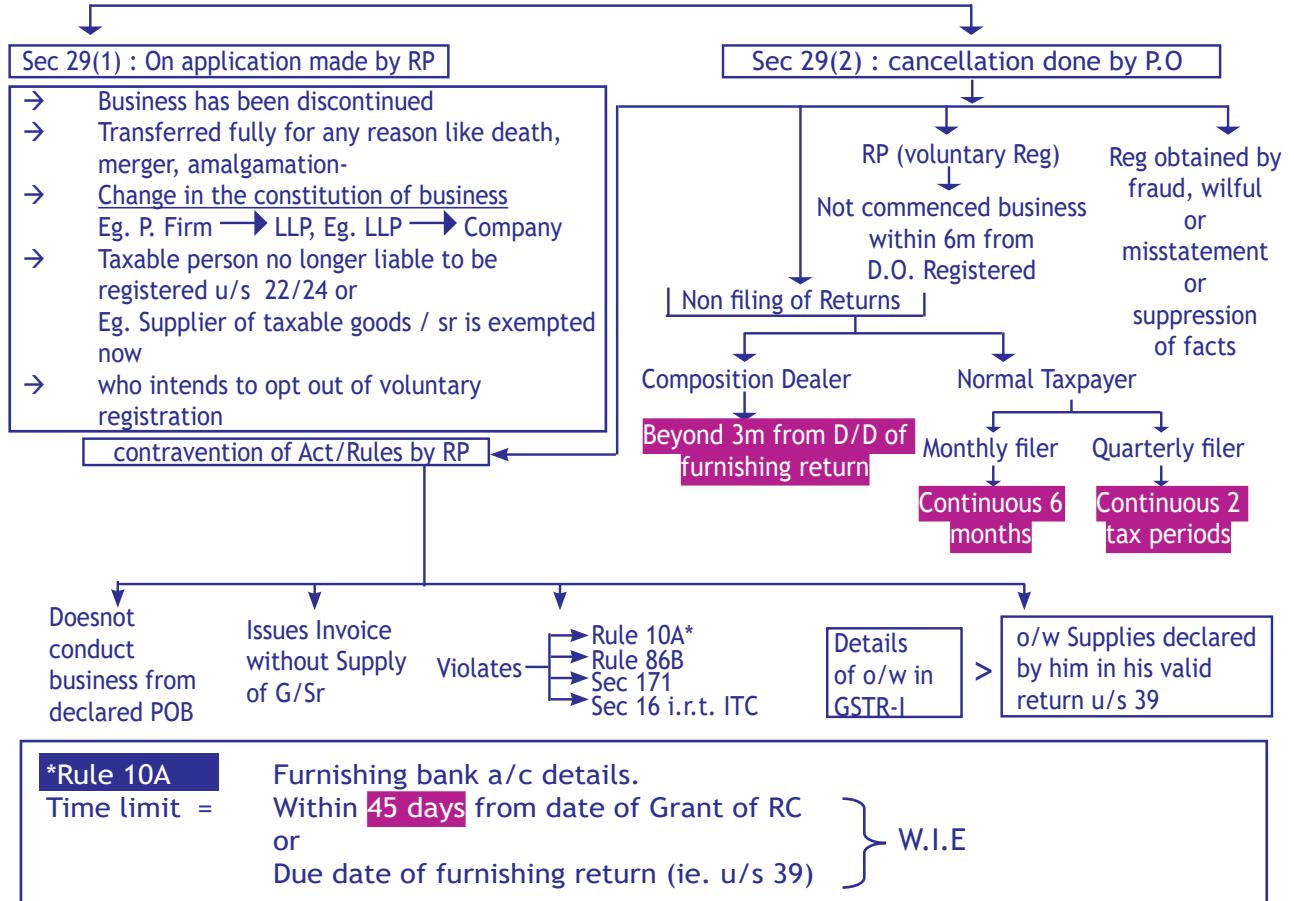 Sec 29(1) : On application made by RP
→ Business has been discontinued
→ Transferred fully for any reason like death,
merger, amalgamation-
→ Change in the constitution of business
Eg. P. Firm → LLP, Eg. LLP → Company
→ Taxable person no longer liable to be
registered u/s 22/24 or
Eg. Supplier of taxable goods / sr is exempted
now
→ who intends to opt out of voluntary
registration
Sec 29(2) : cancellation done by P.O
contravention of Act/Rules by RP
Non filing of Returns
Composition Dealer
Beyond 3m from D/D of
furnishing return
Normal Taxpayer
Monthly filer
Continuous 6
months
Quarterly filer
Continuous 2
tax periods
RP (voluntary Reg)
Not commenced business
within 6m from
D.O. Registered
Reg obtained by
fraud, wilful
or
misstatement
or
suppression
of facts
Doesnot
conduct
business from
declared POB
Issues Invoice
without Supply
of G/Sr
Violates
Rule 10A*
Rule 86B
Sec 171
Sec 16 i.r.t. ITC
Details
of o/w in
GSTR-I
>
o/w Supplies declared
by him in his valid
return u/s 39
*Rule 10A Furnishing bank a/c details.
Time limit = Within 45 days from date of Grant of RC
or
Due date of furnishing return (ie. u/s 39)
W.I.E